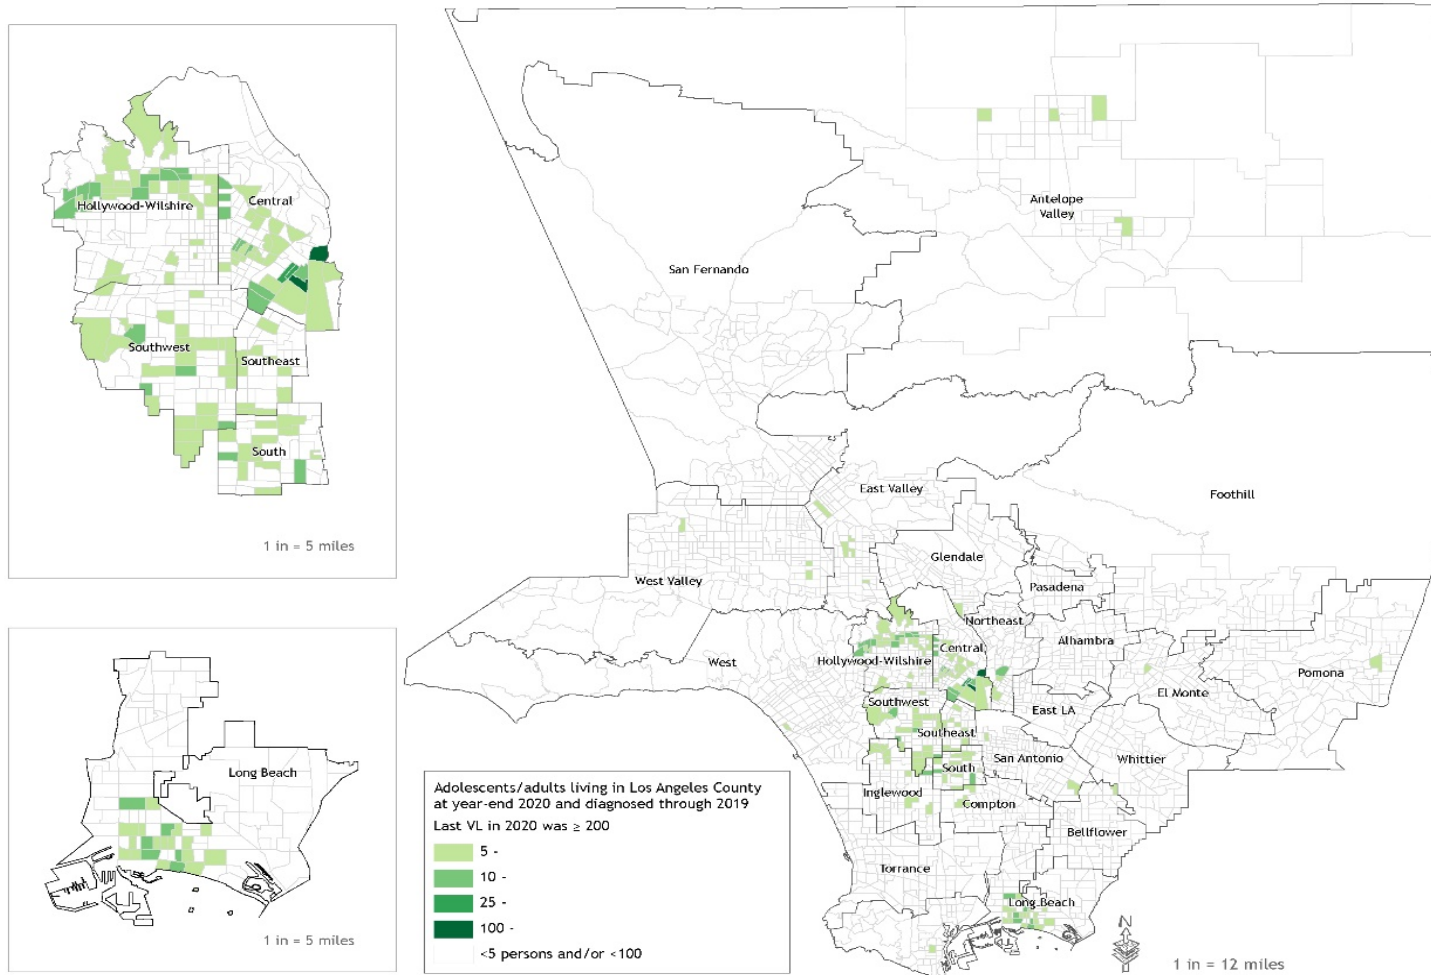 Hollywood-Wilshire
Central
Southwest
Southeast
South
1 in = 5 miles
Long Beach
1 in = 5 miles
Antelope
Valley
San Fernando
East Valley
Foothill
Glendale
West Valley
Pasadena
Northeast
Alhambra
Central
West
Hollywood-Wilshire
Pomona
El Monte
Southwest
East LA
Southeast
San Antonio
Whittier
South
Inglewood
Compton
Bellflower
Torrance
Long Beach
Adolescents/adults living in Los Angeles County
at year-end 2020 and diagnosed through 2019
Last VL in 2020 was ≥ 200
5 -
10 -
25 -
100 -
<5 persons and/or <100
N
1 in = 12 miles